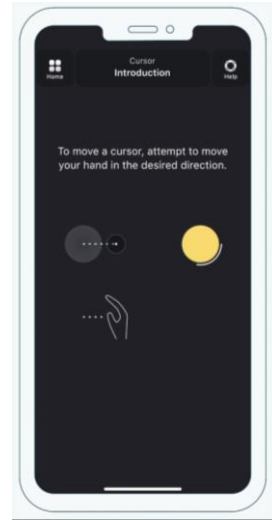 Cursor
Home
Introduction
Help
To move a cursor, attempt to move
your hand in the desired direction.